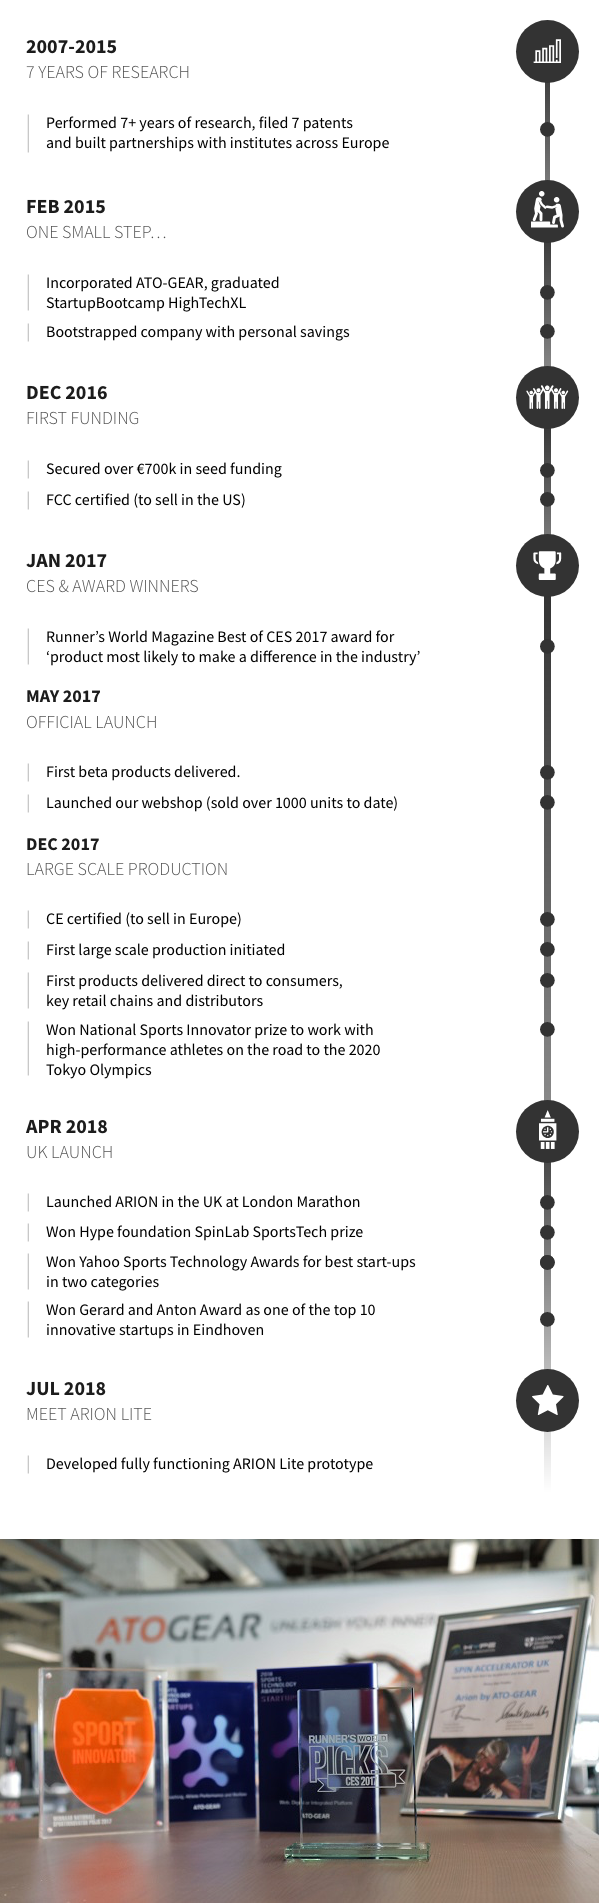 2007-2015
7 YEARS OF RESEARCH
Performed 7+ years of research, filed 7 patents
and built partnerships with institutes across Europe
FEB 2015
ONE SMALL STEP…
Incorporated ATO-GEAR, graduated
StartupBootcamp HighTechXL
Bootstrapped company with personal savings
DEC 2016
FIRST FUNDING
Secured over €700k in seed funding
FCC certified (to sell in the US)
JAN 2017
CES & AWARD WINNERS
Runner’s World Magazine Best of CES 2017 award for
‘product most likely to make a difference in the industry’
MAY 2017
OFFICIAL LAUNCH
First beta products delivered.
Launched our webshop (sold over 1000 units to date)
DEC 2017
LARGE SCALE PRODUCTION
CE certified (to sell in Europe)
First large scale production initiated
First products delivered direct to consumers,
key retail chains and distributors
Won National Sports Innovator prize to work with
high-performance athletes on the road to the 2020
Tokyo Olympics
APR 2018
UK LAUNCH
Launched ARION in the UK at London Marathon
Won Hype foundation SpinLab SportsTech prize
Won Yahoo Sports Technology Awards for best start-ups
in two categories
Won Gerard and Anton Award as one of the top 10
innovative startups in Eindhoven
JUL 2018
MEET ARION LITE
Developed fully functioning ARION Lite prototype
ATOGEAR UNLEASH YOUR INNER
HYPE
SPIN ACCELERATOR UK
Arion by ATO-GEAR
SPORT
INNOVATOR
2018
SPORTS
TECHNOLOGY
AWARDS
STARTUPS
ATO-GEAR
RUNNER'S WORLD
PICKS
CES 2017
ATO-GEAR